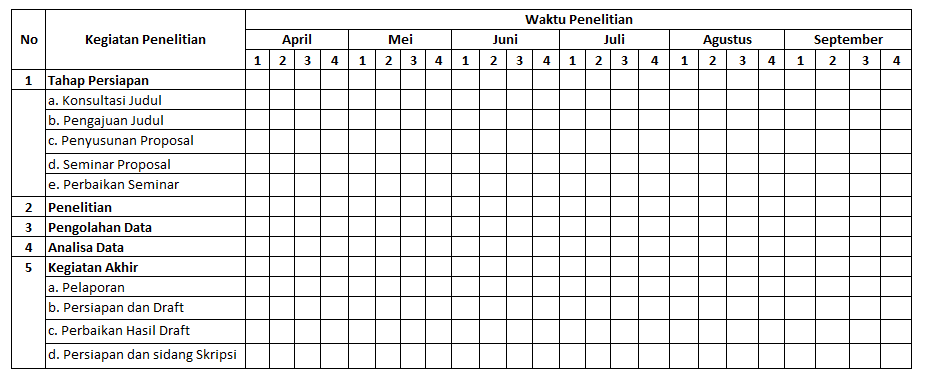 Waktu Penelitian
No Kegiatan Penelitian April Mei Juni Juli Agustus September
1 2 3 4 1 2 3 4 1 2 3 4 1 2 3 4 1 2 3 4 1 2 3 4
1 Tahap Persiapan
a. Konsultasi Judul
b. Pengajuan Judul
c. Penyusunan Proposal
d. Seminar Proposal
e. Perbaikan Seminar
2 Penelitian
3 Pengolahan Data
4 Analisa Data
5 Kegiatan Akhir
a. Pelaporan
b. Persiapan dan Draft
c. Perbaikan Hasil Draft
d. Persiapan dan sidang Skripsi